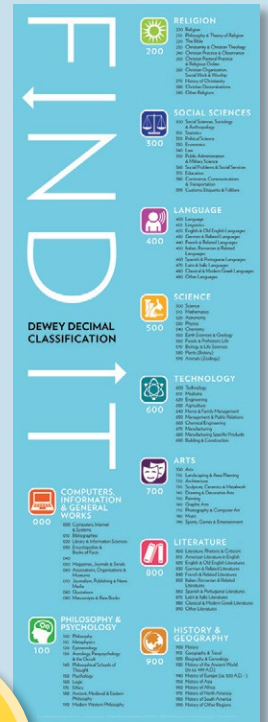 FIND IT
DEWEY DECIMAL
CLASSIFICATION
000
COMPUTERS,
INFORMATION
& GENERAL
WORKS
000 Computers, Internet
& Systems
010 Bibliographies
020 Library & Information Sciences
030 Encyclopedias &
Books of Facts
040
050 Magazines, Journals & Serials
060 Associations, Organizations &
Museums
070 Journalism, Publishing & News
Media
080 Quotations
090 Manuscripts & Rare Books
100
PHILOSOPHY &
PSYCHOLOGY
100 Philosophy
110 Metaphysics
120 Epistemology
130 Astrology, Parapsychology
& the Occult
140 Philosophical Schools of
Thought
150 Psychology
160 Logic
170 Ethics
180 Ancient, Medieval & Eastern
Philosophy
190 Modern Western Philosophy
200
RELIGION
200 Religion
210 Philosophy & Theory of Religion
220 The Bible
230 Christianity & Christian Theology
240 Christian Practice & Observance
250 Christian Pastoral Practice
& Religious Orders
260 Christian Organization,
Social Work & Worship
270 History of Christianity
280 Christian Denominations
290 Other Religions
300
SOCIAL SCIENCES
300 Social Sciences, Sociology
& Anthropology
310 Statistics
320 Political Science
330 Economics
340 Law
350 Public Administration
& Military Science
360 Social Problems & Social Services
370 Education
380 Commerce, Communications
& Transportation
390 Customs, Etiquette & Folklore
400
LANGUAGE
400 Language
410 Linguistics
420 English & Old English Languages
430 German & Related Languages
440 French & Related Languages
450 Italian, Romanian & Related
Languages
460 Spanish & Portuguese Languages
470 Latin & Italic Languages
480 Classical & Modern Greek Languages
490 Other Languages
500
SCIENCE
500 Science
510 Mathematics
520 Astronomy
530 Physics
540 Chemistry
550 Earth Sciences & Geology
560 Fossils & Prehistoric Life
570 Biology & Life Sciences
580 Plants (Botany)
590 Animals (Zoology)
600
TECHNOLOGY
600 Technology
610 Medicine
620 Engineering
630 Agriculture
640 Home & Family Management
650 Management & Public Relations
660 Chemical Engineering
670 Manufacturing
680 Manufacturing Specific Products
690 Building & Construction
700
ARTS
700 Arts
710 Landscaping & Area Planning
720 Architecture
730 Sculpture, Ceramics & Metalwork
740 Drawing & Decorative Arts
750 Painting
760 Graphic Arts
770 Photography & Computer Art
780 Music
790 Sports, Games & Entertainment
800
LITERATURE
800 Literature, Rhetoric & Criticism
810 American Literature in English
820 English & Old English Literatures
830 German & Related Literatures
840 French & Related Literatures
850 Italian, Romanian & Related
Literatures
860 Spanish & Portuguese Literatures
870 Latin & Italic Literatures
880 Classical & Modern Greek Literatures
890 Other Literatures
900
HISTORY &
GEOGRAPHY
900 History
910 Geography & Travel
920 Biography & Genealogy
930 History of the Ancient World
(to ca. 499 A.D.)
940 History of Europe (ca. 500 A.D. - )
950 History of Asia
960 History of Africa
970 History of North America
980 History of South America
990 History of Other Regions